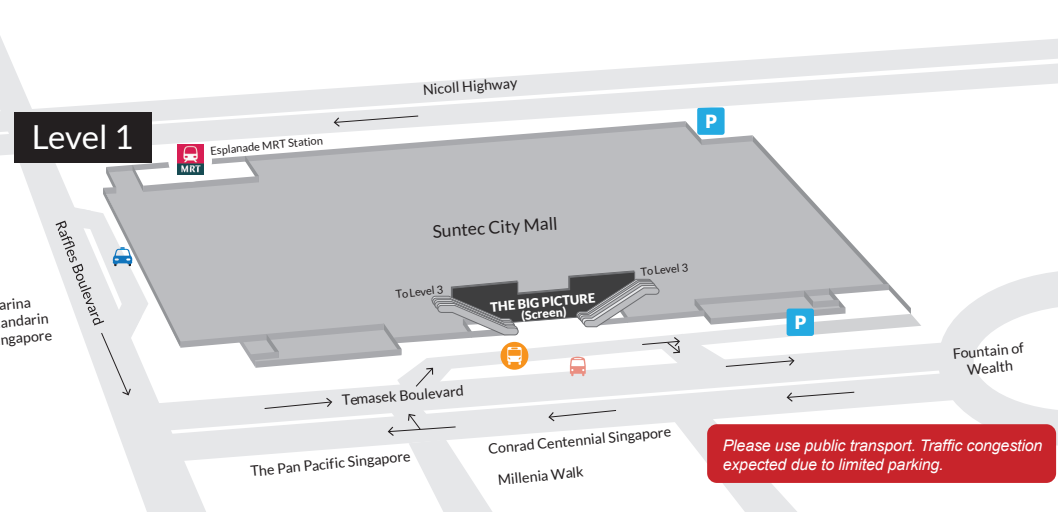 Nicoll Highway
Level 1
P
MRT
Esplanade MRT Station
Suntec City Mall
Raffles Boulevard
arina
andarin
ngapore
To Level 3
To Level 3
THE BIG PICTURE
(Screen)
P
Fountain of
Wealth
Temasek Boulevard
Conrad Centennial Singapore
The Pan Pacific Singapore
Millenia Walk
Please use public transport. Traffic congestion
expected due to limited parking.